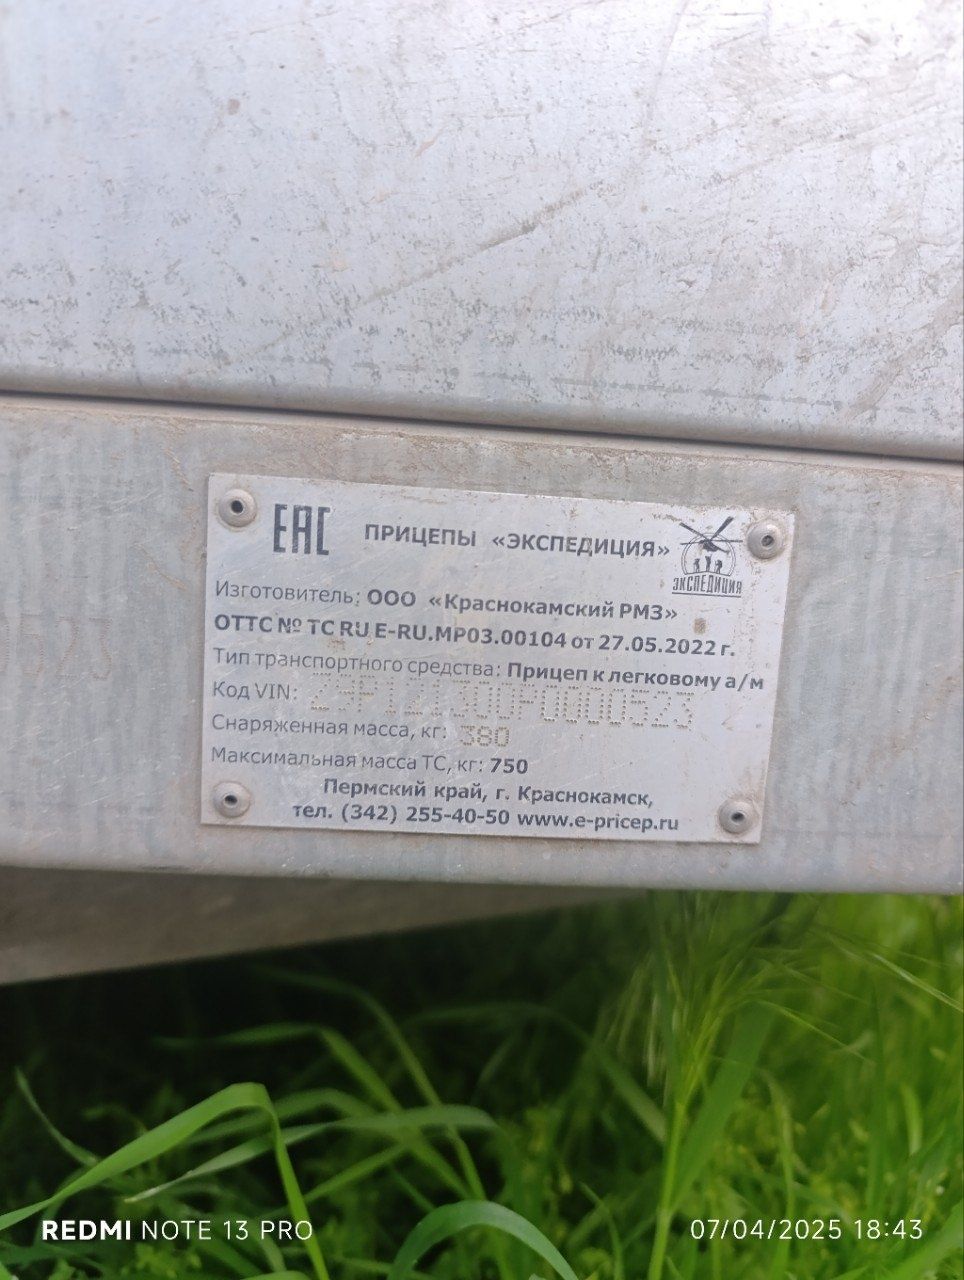 EAC
ПРИЦЕПЫ «ЭКСПЕДИЦИЯ»
ЭКСПЕДИЦИЯ
Изготовитель: ООО «Краснокамский РМЗ»
ОТТС № ТС RU E-RU.MP03.00104 от 27.05.2022 г.
Тип транспортного средства: Прицеп к легковому а/м
Код VIN:
Снаряженная масса, кг: 380
Максимальная масса ТС, кг: 750
Пермский край, г. Краснокамск,
тел. (342) 255-40-50 www.e-pricep.ru
REDMI NOTE 13 PRO
07/04/2025 18:43